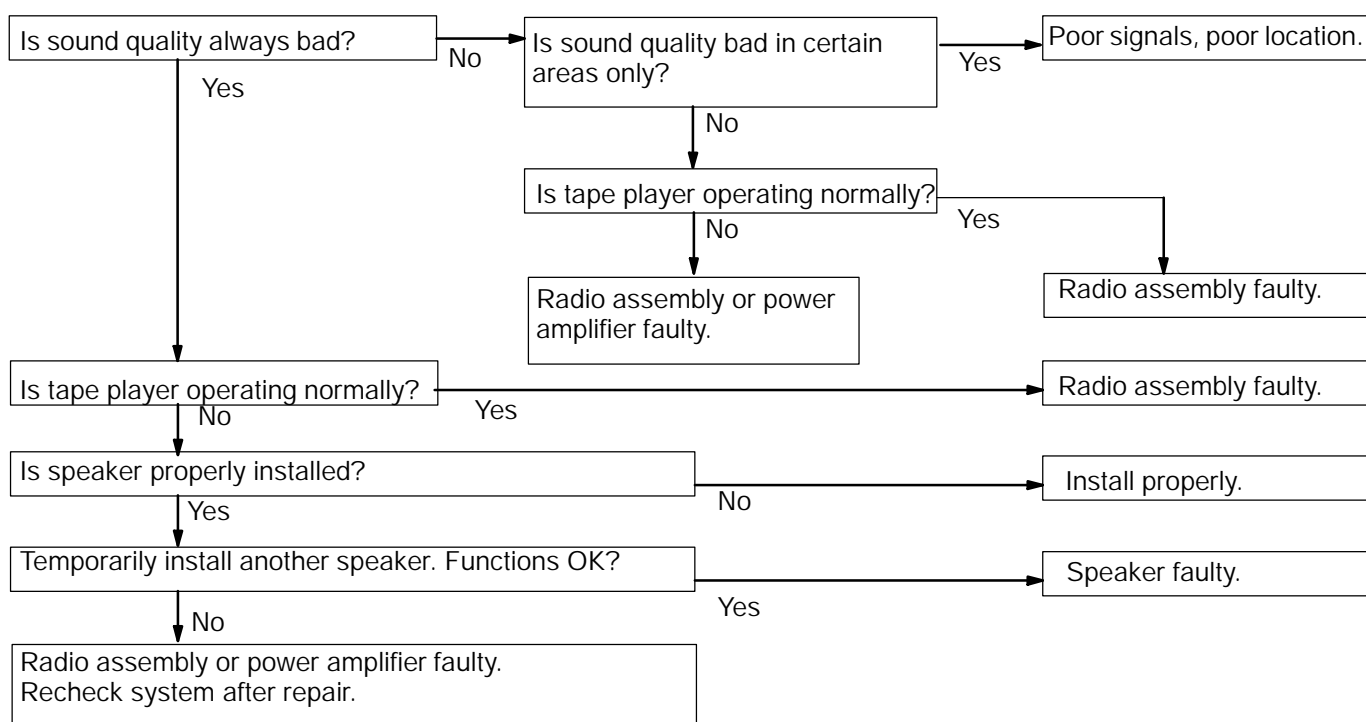 Is sound quality always bad?
No
Is sound quality bad in certain
areas only?
Yes
Poor signals, poor location.
Yes
No
Is tape player operating normally?
Yes
No
Radio assembly or power
amplifier faulty.
Radio assembly faulty.
Is tape player operating normally?
Yes
Radio assembly faulty.
No
Is speaker properly installed?
No
Install properly.
Yes
Temporarily install another speaker. Functions OK?
Yes
Speaker faulty.
No
Radio assembly or power amplifier faulty.
Recheck system after repair.